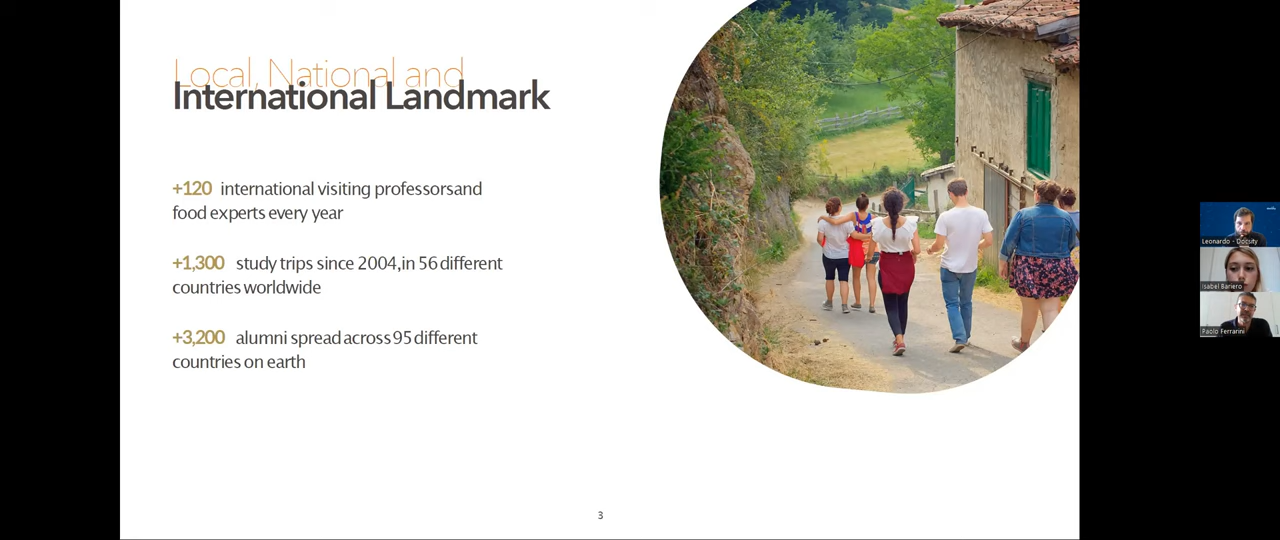 Local, National and
International Landmark
+120 international visiting professorsand
food experts every year
+1,300 study trips since 2004,in 56 different
countries worldwide
+3,200 alumni spread across 95 different
countries on earth
3
Leonardo - Docsity
Isabel Bariero
Paolo Ferrarini